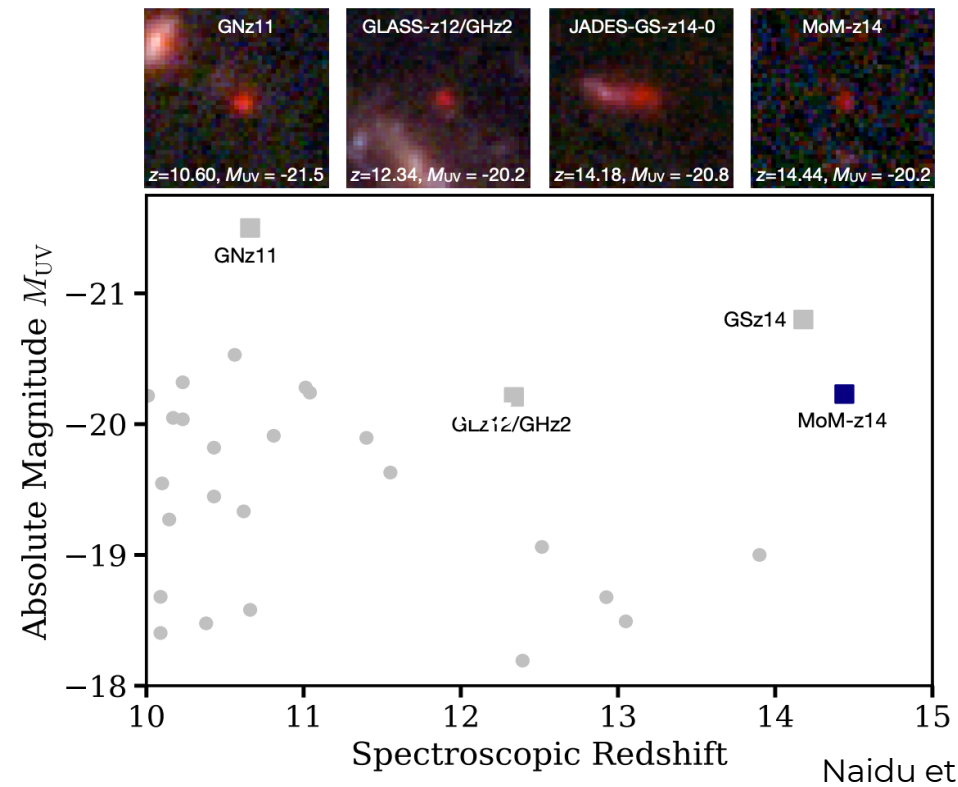 GNz11
GLASS-z12/GHz2
JADES-GS-z14-0
MoM-z14
z=10.60, MUV = -21.5
z=12.34, MUV = -20.2
z=14.18, MUV = -20.8
z=14.44, MUV = -20.2
Absolute Magnitude MUV
−21
−20
−19
−18
GNz11
GSz14
GLz12/GHz2
MoM-z14
10
11
12
13
14
15
Spectroscopic Redshift
Naidu et